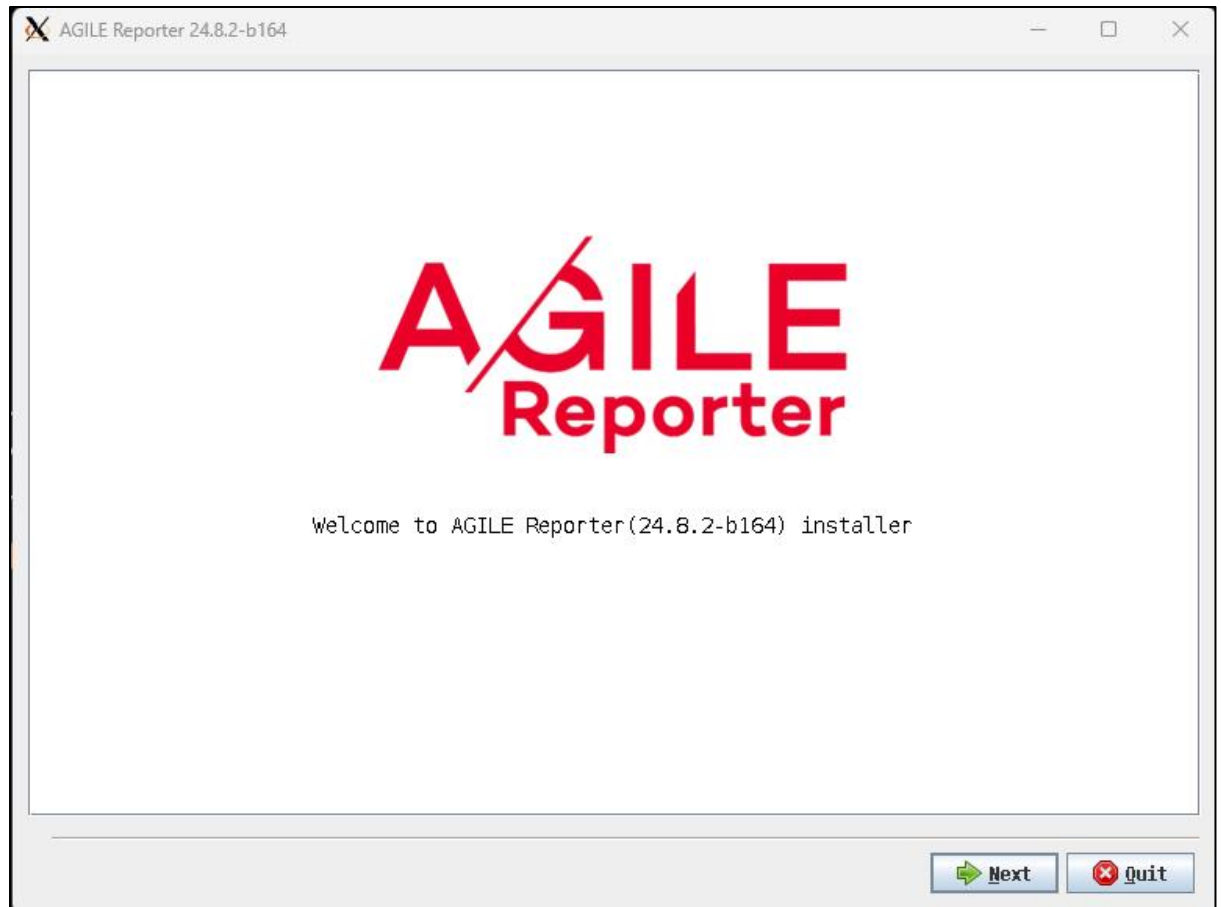 AGILE Reporter 24.8.2-b164
AGILE
Reporter
Welcome to AGILE Reporter(24.8.2-b164) installer
Next
Quit